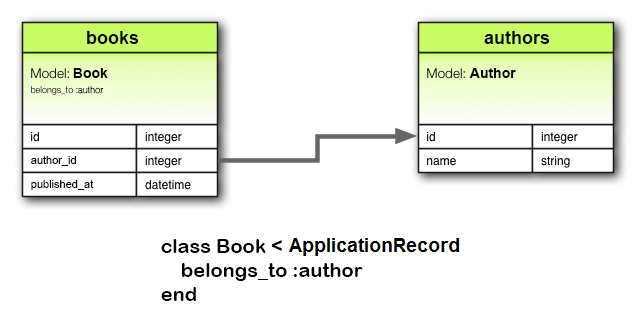 books
Model: Book
belongs_to :author
id integer
author_id integer
published_at datetime
authors
Model: Author
id integer
name string
class Book < ApplicationRecord
belongs_to :author
end